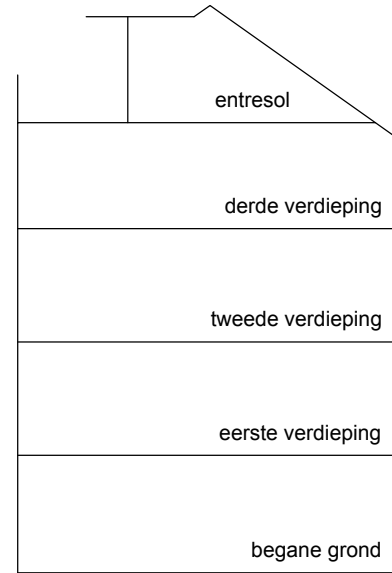 entresol
derde verdieping
tweede verdieping
eerste verdieping
begane grond